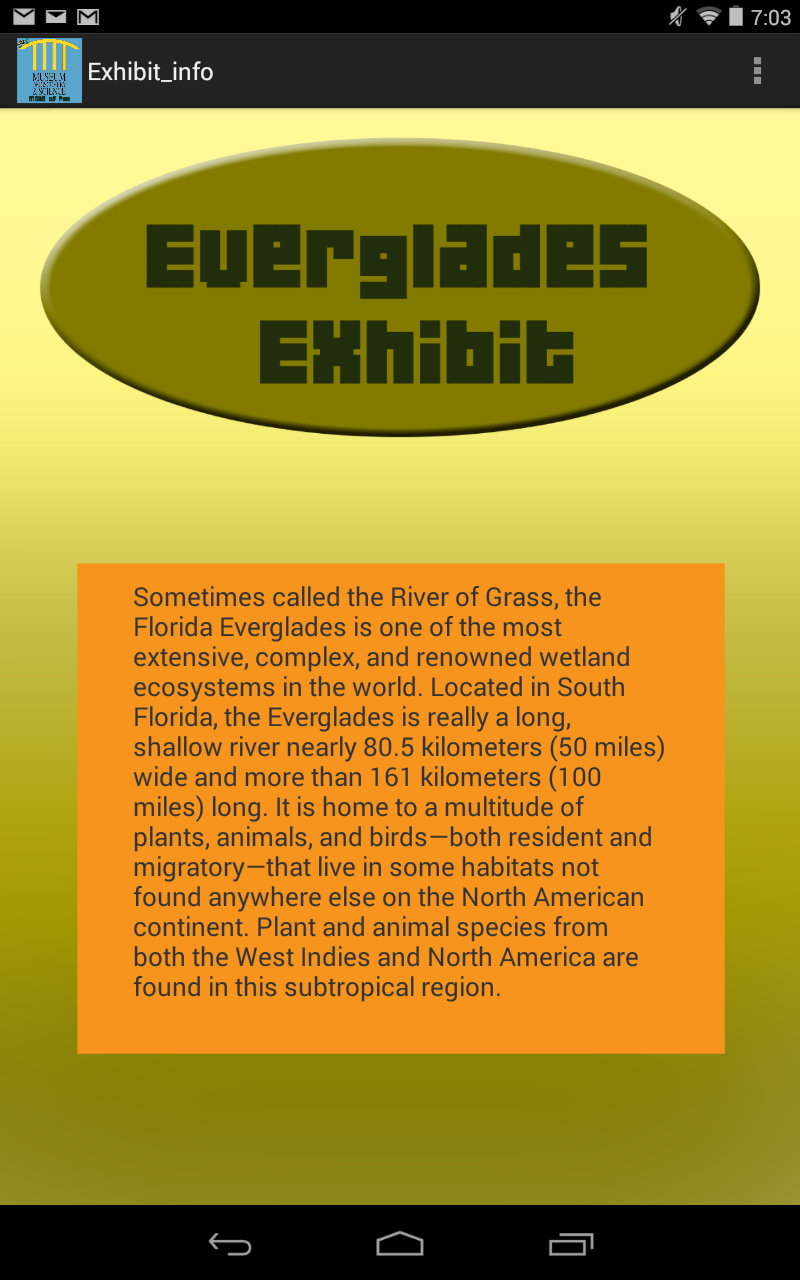 7:03
MUSEUM
& SCIENCE
Exhibit_info
Everglades
Exhibit
Sometimes called the River of Grass, the
Florida Everglades is one of the most
extensive, complex, and renowned wetland
ecosystems in the world. Located in South
Florida, the Everglades is really a long,
shallow river nearly 80.5 kilometers (50 miles)
wide and more than 161 kilometers (100
miles) long. It is home to a multitude of
plants, animals, and birds—both resident and
migratory—that live in some habitats not
found anywhere else on the North American
continent. Plant and animal species from
both the West Indies and North America are
found in this subtropical region.